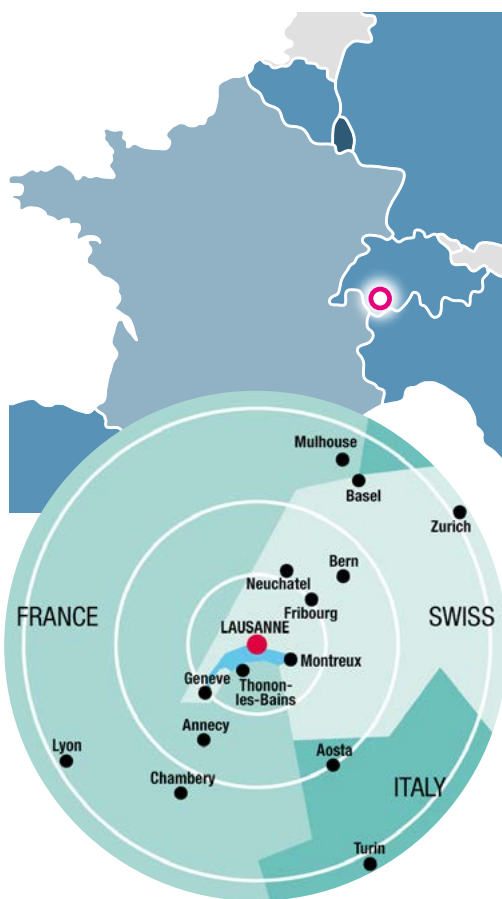 Mulhouse
Basel
Zurich
Bern
Neuchatel
Fribourg
FRANCE
SWISS
LAUSANNE
Montreux
Geneve
Thonon-
les-Bains
Annecy
Lyon
Aosta
Chambery
ITALY
Turin